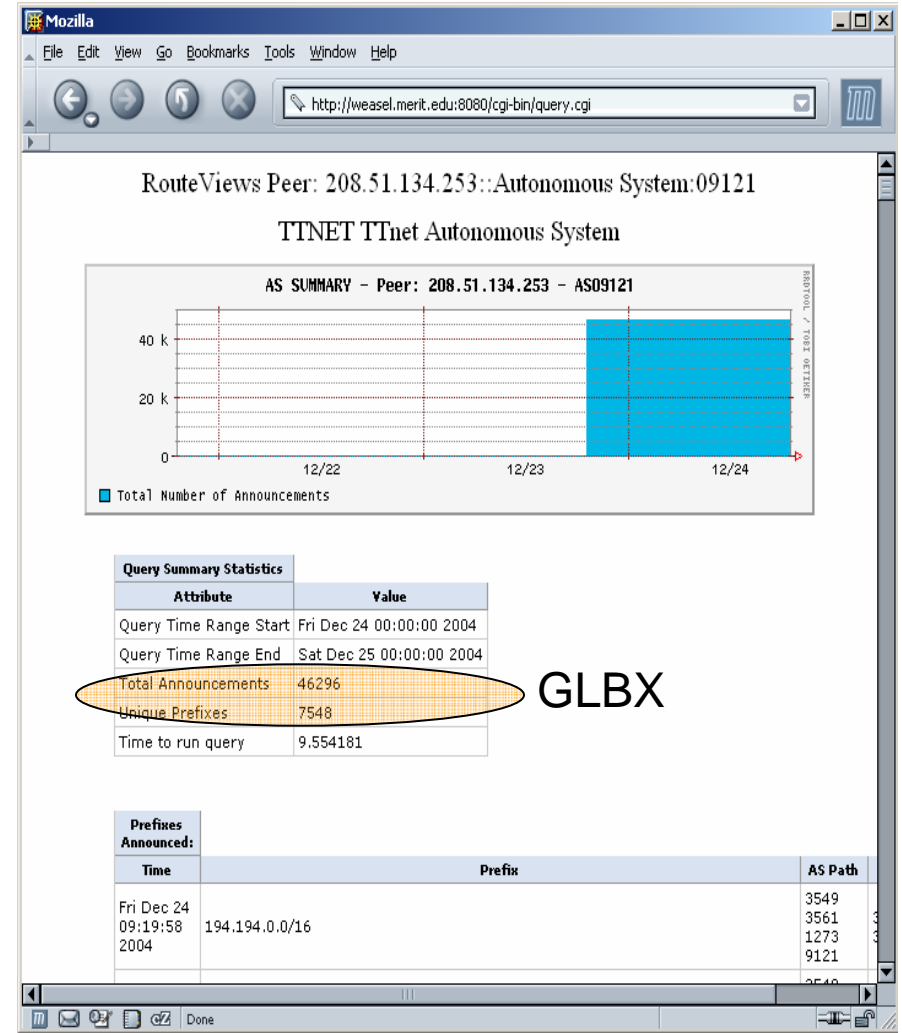 Mozilla
File Edit View Go Bookmarks Tools Window Help
http://weasel.merit.edu:8080/cgi-bin/query.cgi
RouteViews Peer: 208.51.134.253::Autonomous System:09121
TTNET TTnet Autonomous System
AS SUMMARY - Peer: 208.51.134.253 - AS09121
RRDTOOL / TOBI OETIKER
40 k
20 k
0
12/22 12/23 12/24
Total Number of Announcements
Query Summary Statistics
Attribute Value
Query Time Range Start Fri Dec 24 00:00:00 2004
Query Time Range End Sat Dec 25 00:00:00 2004
Total Announcements 46296
Unique Prefixes 7548
Time to run query 9.554181
GLBX
Prefixes
Announced:
Time Prefix AS Path
Fri Dec 24
09:19:58
2004
194.194.0.0/16
3549
3561
1273
9121
Done